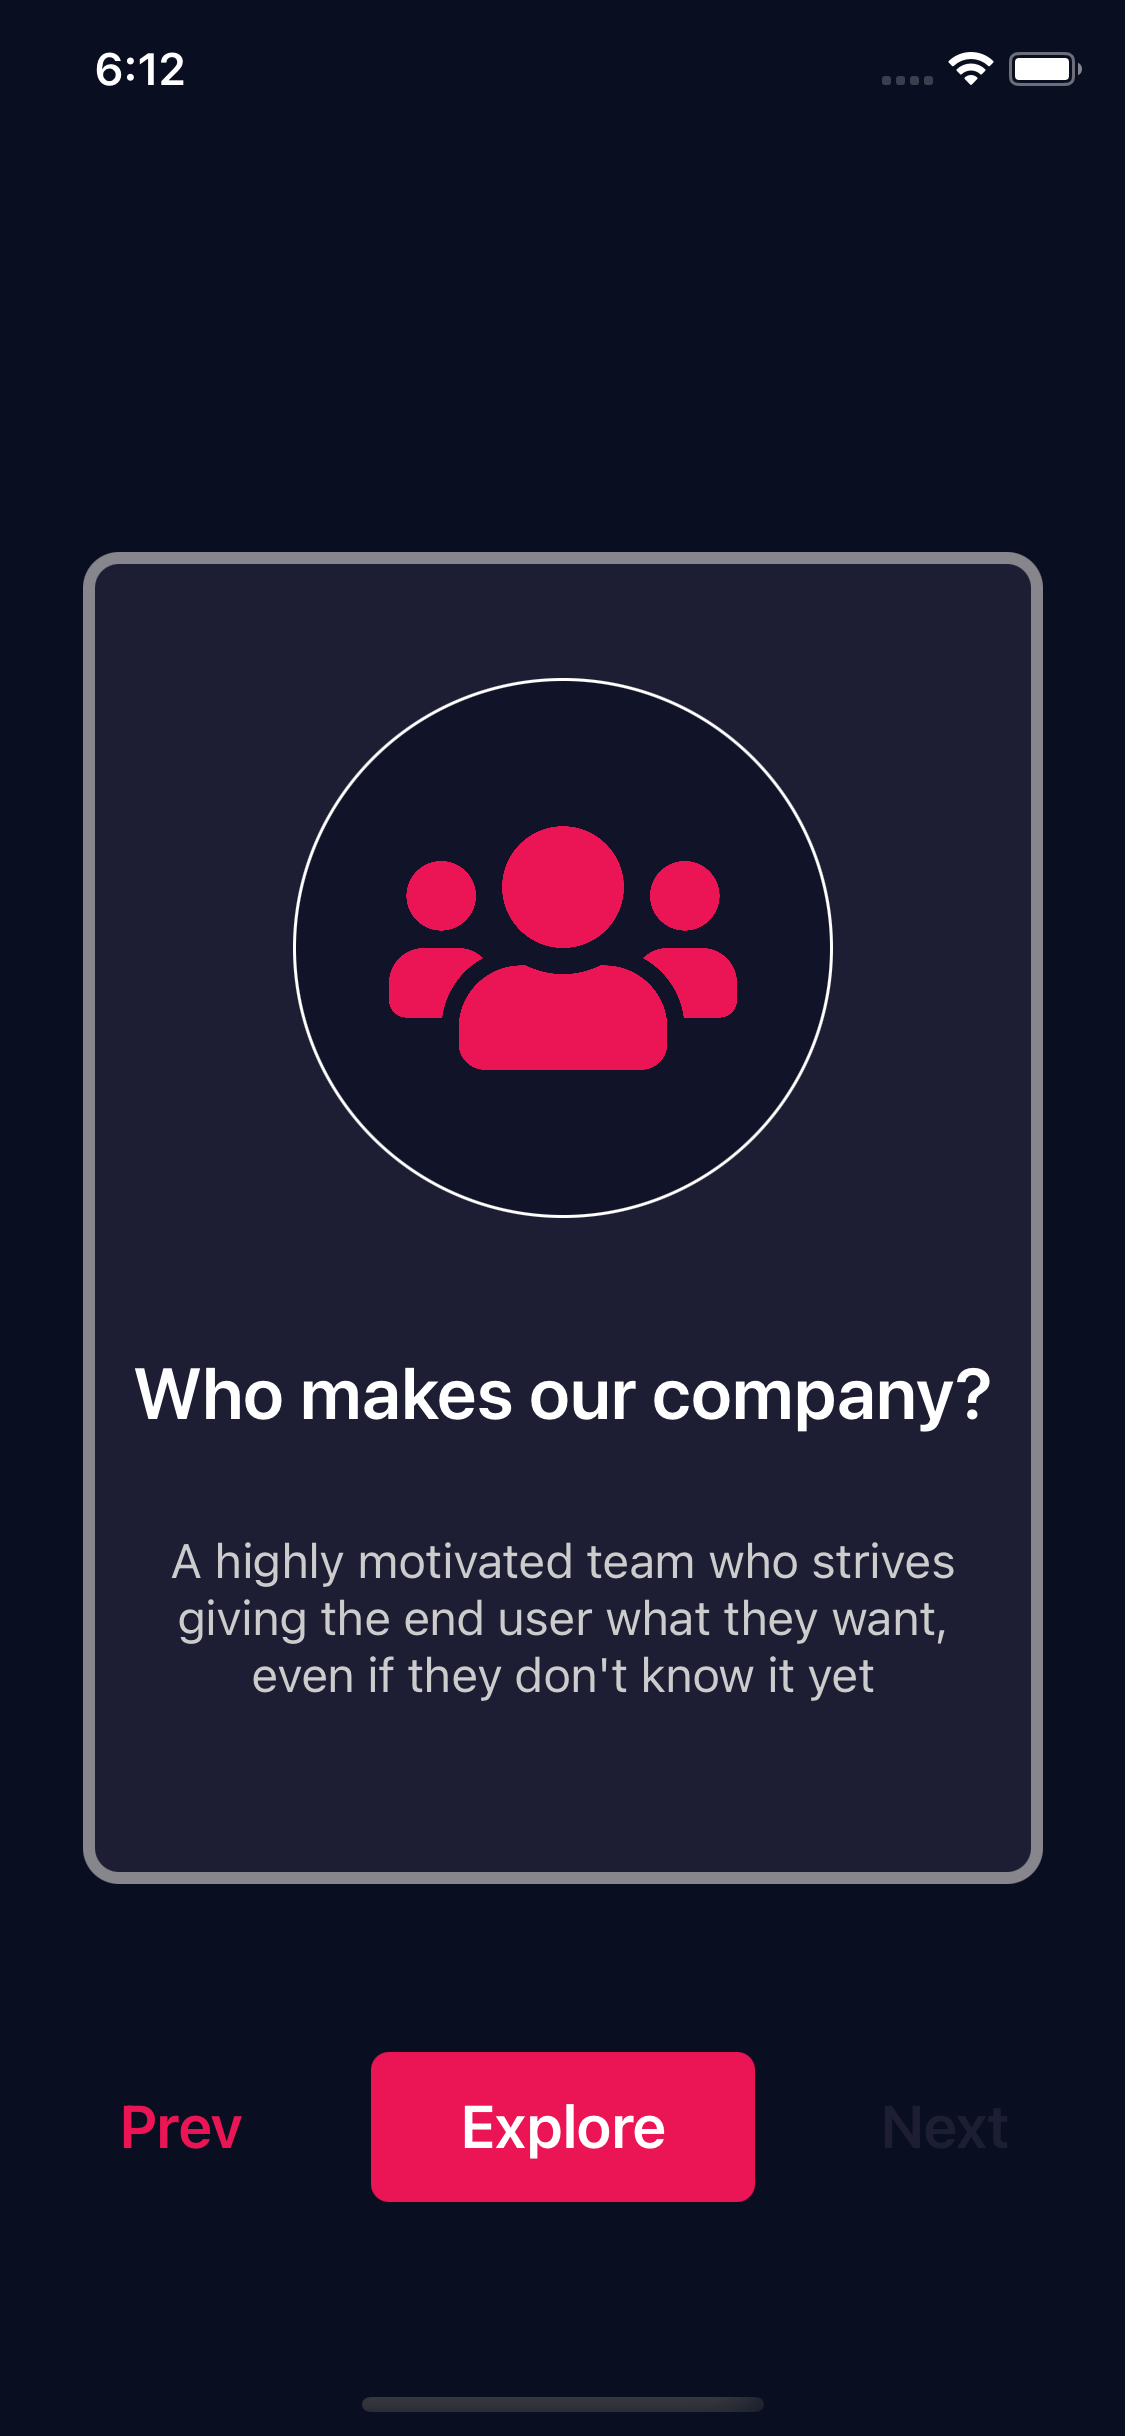 6:12
Who makes our company?
A highly motivated team who strives
giving the end user what they want,
even if they don't know it yet
Prev
Explore
Next